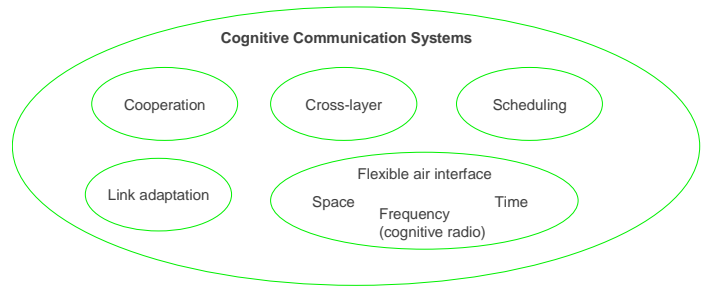 Cognitive Communication Systems
Cooperation
Cross-layer
Scheduling
Link adaptation
Flexible air interface
Space
Time
Frequency
(cognitive radio)